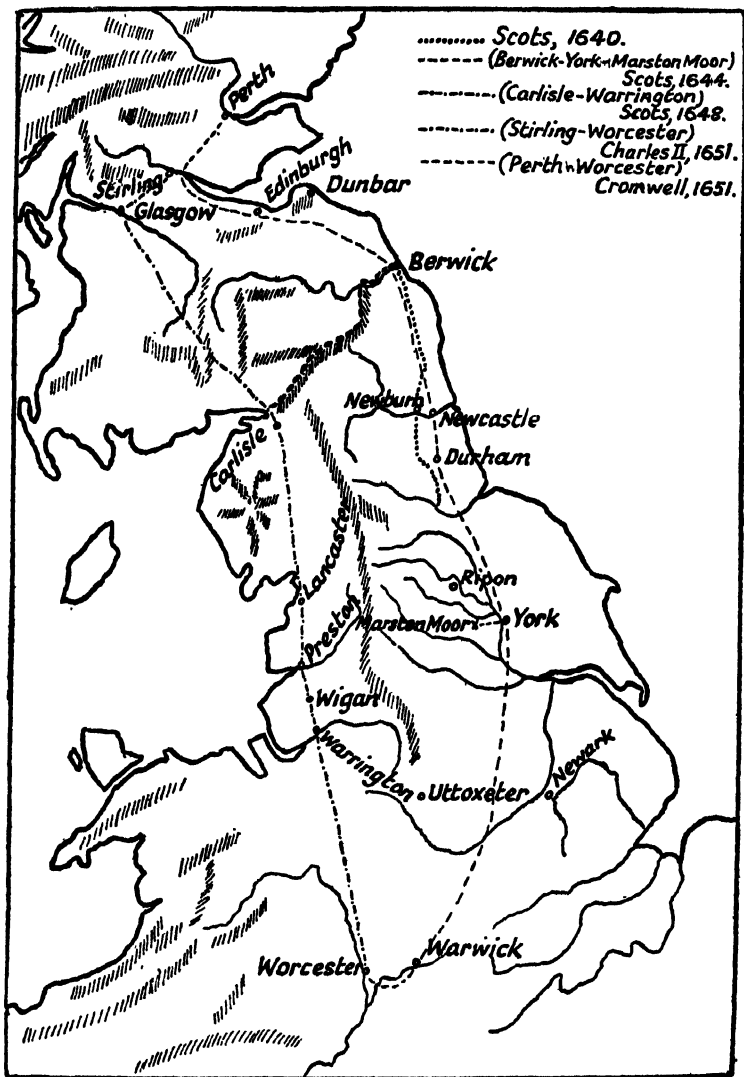 Scots, 1640.
(Berwick-York-Marston Moor)
Scots, 1644.
(Carlisle-Warrington)
Scots, 1648.
(Stirling-Worcester)
Charles II, 1651.
(Perth-Worcester)
Cromwell, 1651.
Perth
Stirling
Edinburgh
Dunbar
Glasgow
Berwick
Newburn
Newcastle
Carlisle
Durham
Lancaster
Ripon
Preston
Marston Moor
York
Wigan
Warrington
Uttoxeter
Newark
Worcester
Warwick